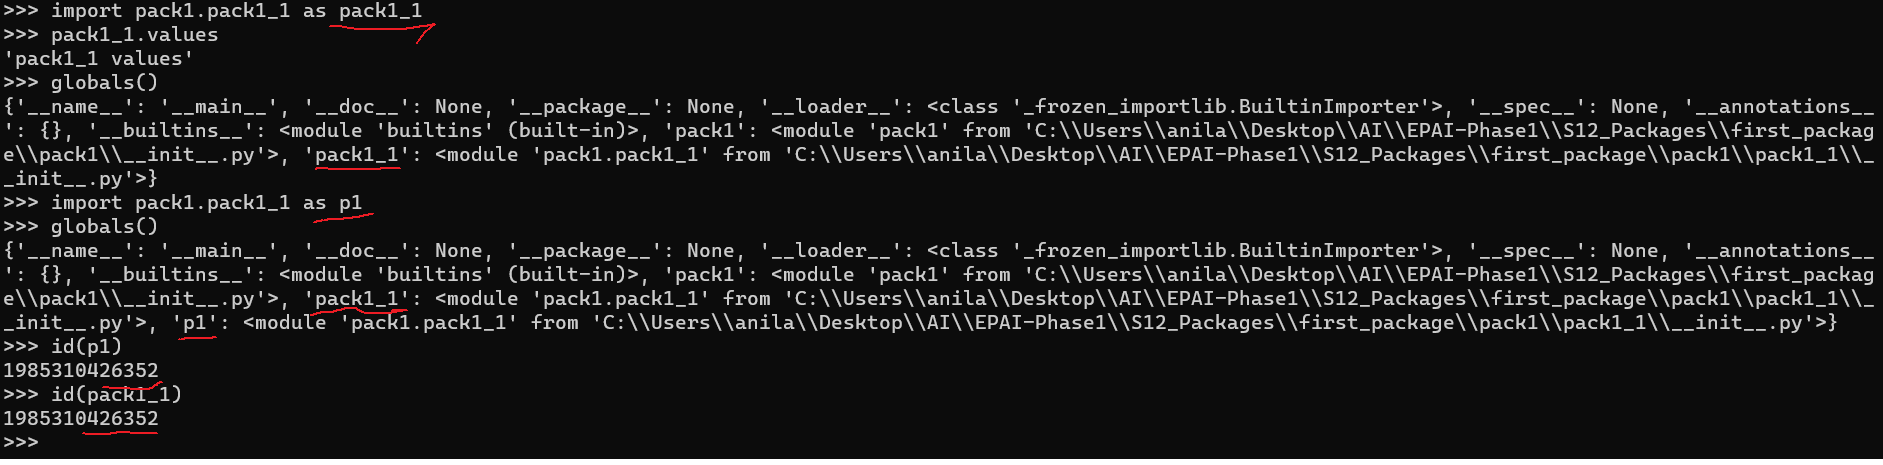 >>> import pack1.pack1_1 as pack1_1
>>> pack1_1.values
'pack1_1 values'
>>> globals()
{'__name__': '__main__', '__doc__': None, '__package__': None, '__loader__': <class '_frozen_importlib.BuiltinImporter'>, '__spec__': None, '__annotations__
': {}, '__builtins__': <module 'builtins' (built-in)>, 'pack1': <module 'pack1' from 'C:\\Users\\anila\\Desktop\\AI\\EPAI-Phase1\\S12_Packages\\first_packag
e\\pack1\\__init__.py'>, 'pack1_1': <module 'pack1.pack1_1' from 'C:\\Users\\anila\\Desktop\\AI\\EPAI-Phase1\\S12_Packages\\first_package\\pack1\\pack1_1\\_
_init__.py'>}
>>> import pack1.pack1_1 as p1
>>> globals()
{'__name__': '__main__', '__doc__': None, '__package__': None, '__loader__': <class '_frozen_importlib.BuiltinImporter'>, '__spec__': None, '__annotations__
': {}, '__builtins__': <module 'builtins' (built-in)>, 'pack1': <module 'pack1' from 'C:\\Users\\anila\\Desktop\\AI\\EPAI-Phase1\\S12_Packages\\first_packag
e\\pack1\\__init__.py'>, 'pack1_1': <module 'pack1.pack1_1' from 'C:\\Users\\anila\\Desktop\\AI\\EPAI-Phase1\\S12_Packages\\first_package\\pack1\\pack1_1\\_
_init__.py'>, 'p1': <module 'pack1.pack1_1' from 'C:\\Users\\anila\\Desktop\\AI\\EPAI-Phase1\\S12_Packages\\first_package\\pack1\\pack1_1\\__init__.py'>}
>>> id(p1)
1985310426352
>>> id(pack1_1)
1985310426352
>>>